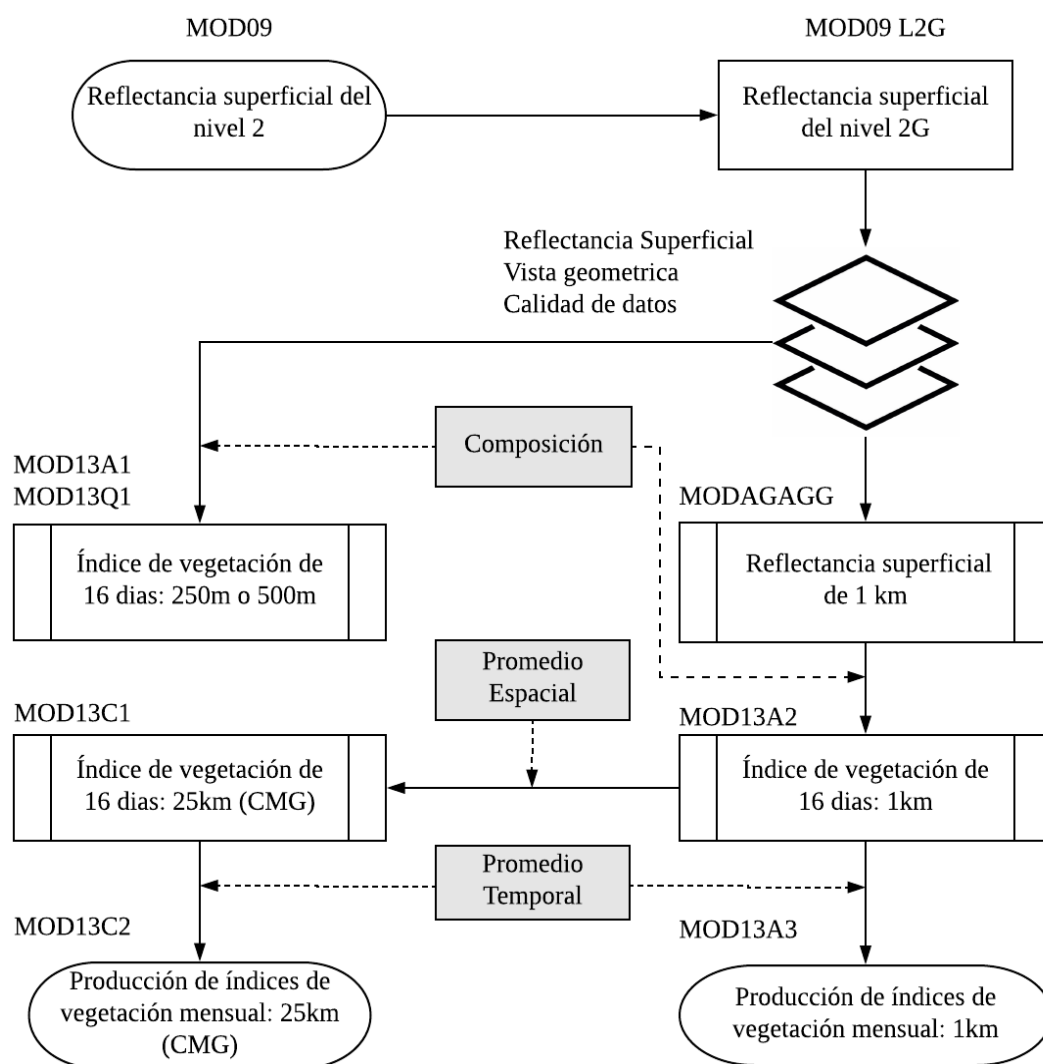 MOD09
MOD09 L2G
Reflectancia superficial del
nivel 2
Reflectancia superficial
del nivel 2G
Reflectancia Superficial
Vista geometrica
Calidad de datos
Composición
MOD13A1
MOD13Q1
MODAGAGG
Índice de vegetación de
16 dias: 250m o 500m
Reflectancia superficial
de 1 km
Promedio
Espacial
MOD13C1
MOD13A2
Índice de vegetación de
16 dias: 25km (CMG)
Índice de vegetación de
16 dias: 1km
Promedio
Temporal
MOD13C2
MOD13A3
Producción de índices de
vegetación mensual: 25km
(CMG)
Producción de índices de
vegetación mensual: 1km